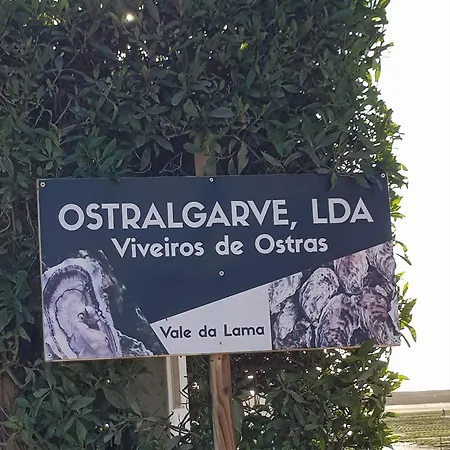 OSTRALGARVE, LDA
Viveiros de Ostras
Vale da Lama